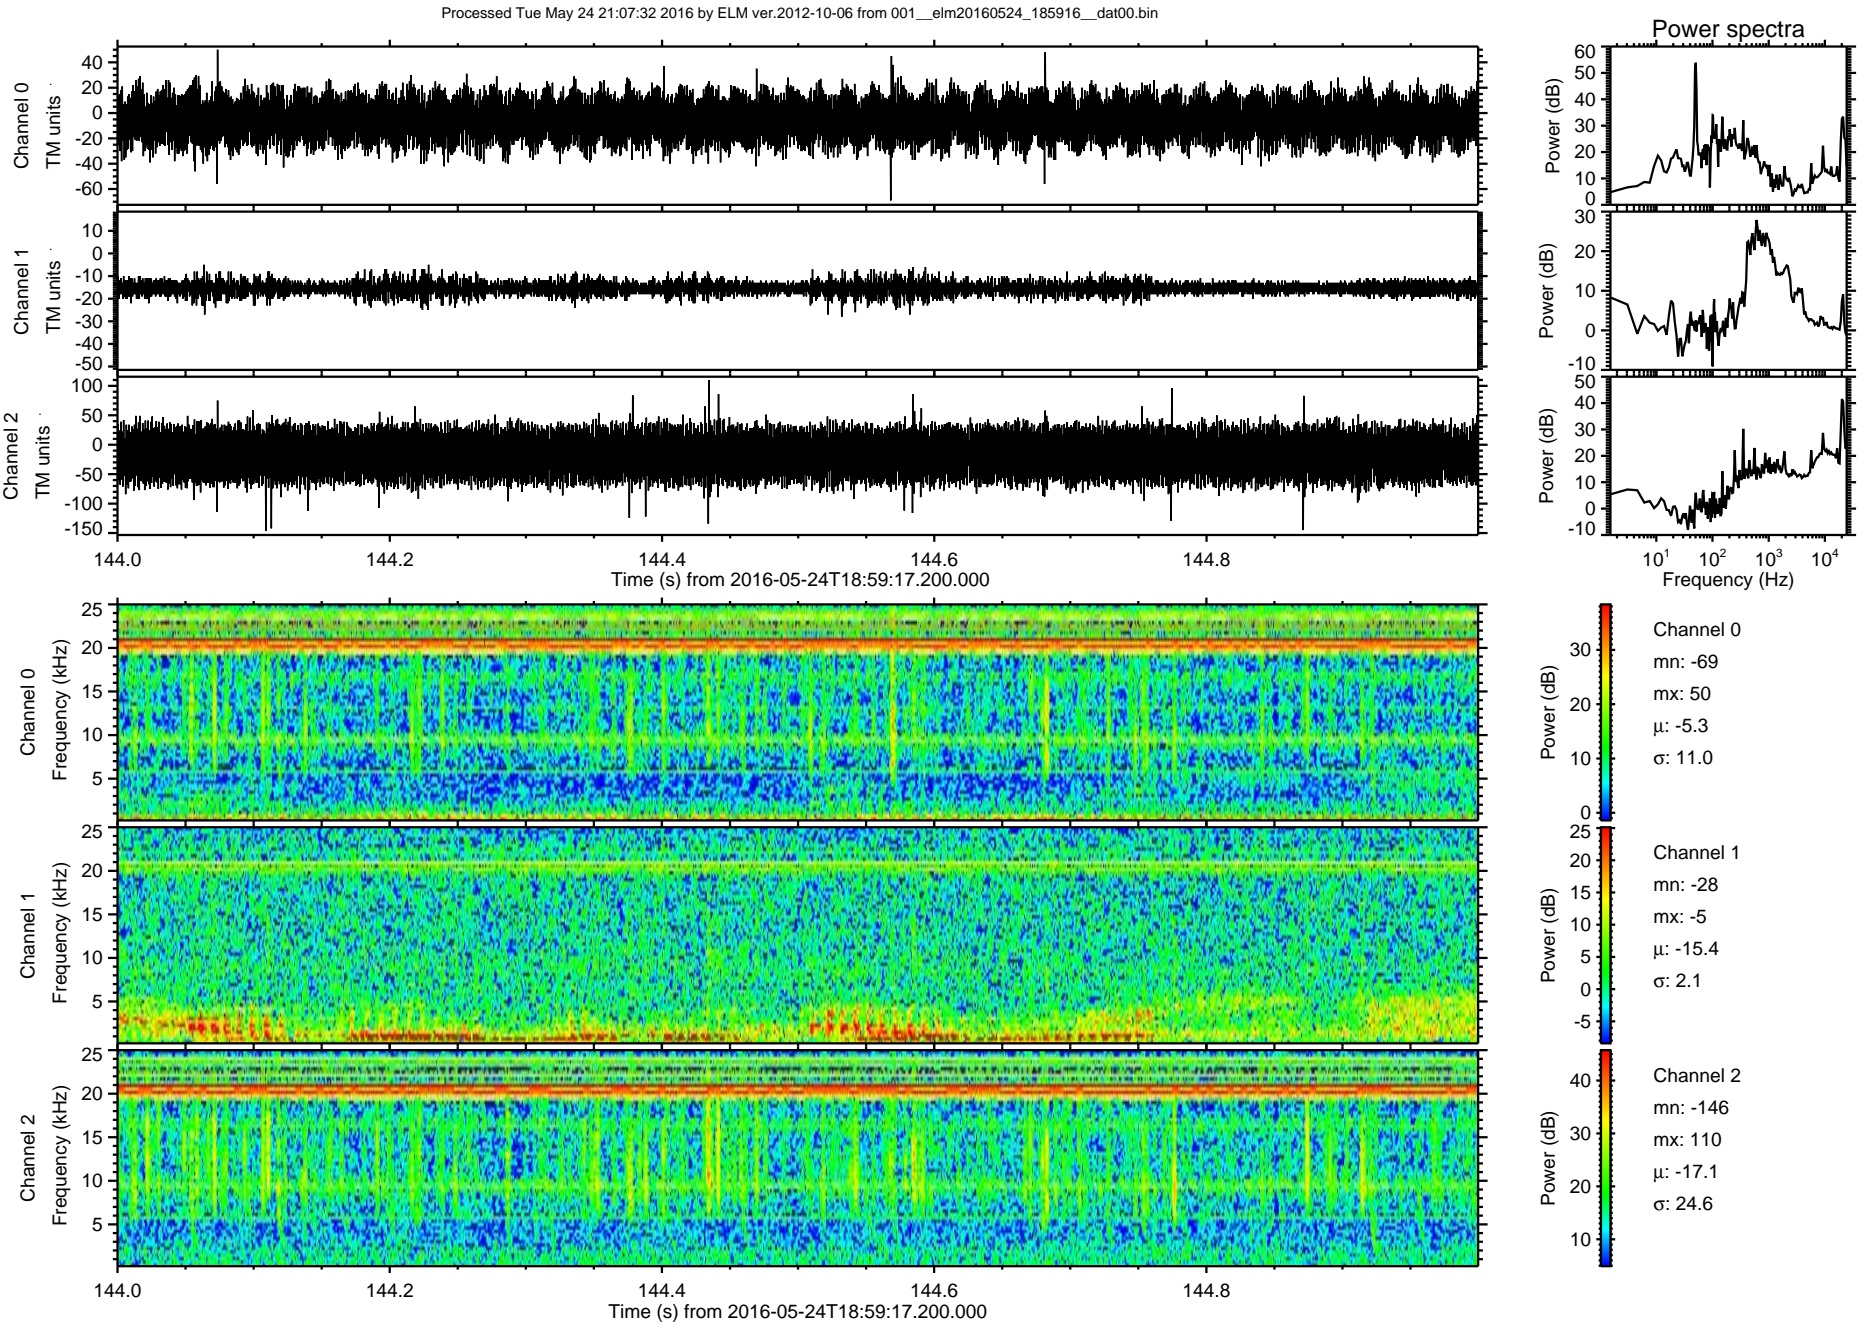 Processed Tue May 24 21:07:32 2016 by ELM ver.2012-10-06 from 001__elm20160524_185916__dat00.bin
Power spectra
Channel 0
TM units
40
20
0
-20
-40
-60
Power (dB)
60
50
40
30
20
10
0
Channel 1
TM units
10
0
-10
-20
-30
-40
-50
Power (dB)
30
20
10
0
-10
Channel 2
TM units
100
50
0
-50
-100
-150
Power (dB)
50
40
30
20
10
0
-10
144.0 144.2 144.4 144.6 144.8
Time (s) from 2016-05-24T18:59:17.200.000
10¹ 10² 10³ 10⁴
Frequency (Hz)
Channel 0
Frequency (kHz)
25
20
15
10
5
Power (dB)
30
20
10
0
Channel 0
mn: -69
mx: 50
μ: -5.3
σ: 11.0
Channel 1
Frequency (kHz)
25
20
15
10
5
Power (dB)
25
20
15
10
5
0
-5
Channel 1
mn: -28
mx: -5
μ: -15.4
σ: 2.1
Channel 2
Frequency (kHz)
25
20
15
10
5
Power (dB)
40
30
20
10
Channel 2
mn: -146
mx: 110
μ: -17.1
σ: 24.6
144.0 144.2 144.4 144.6 144.8
Time (s) from 2016-05-24T18:59:17.200.000